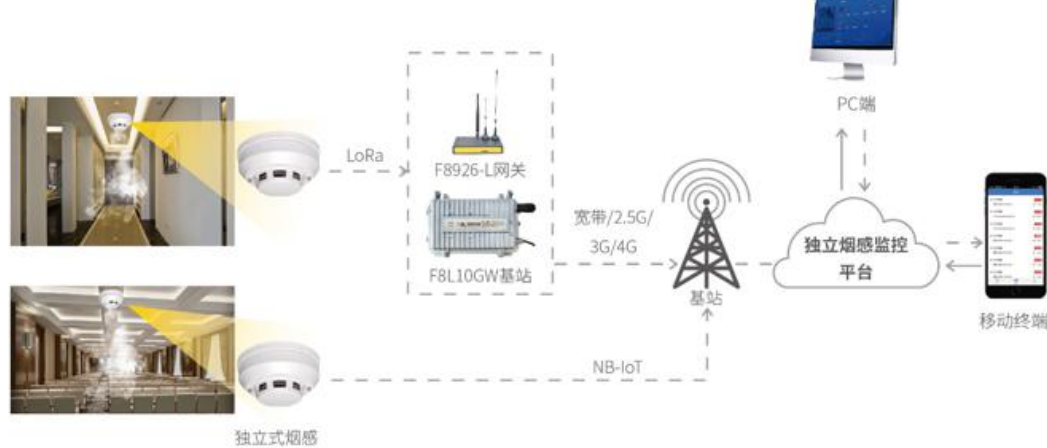 PC端
LoRa
F8926-L网关
F8L10GW基站
宽带/2.5G/
3G/4G
基站
独立烟感监控
平台
移动终端
NB-IoT
独立式烟感